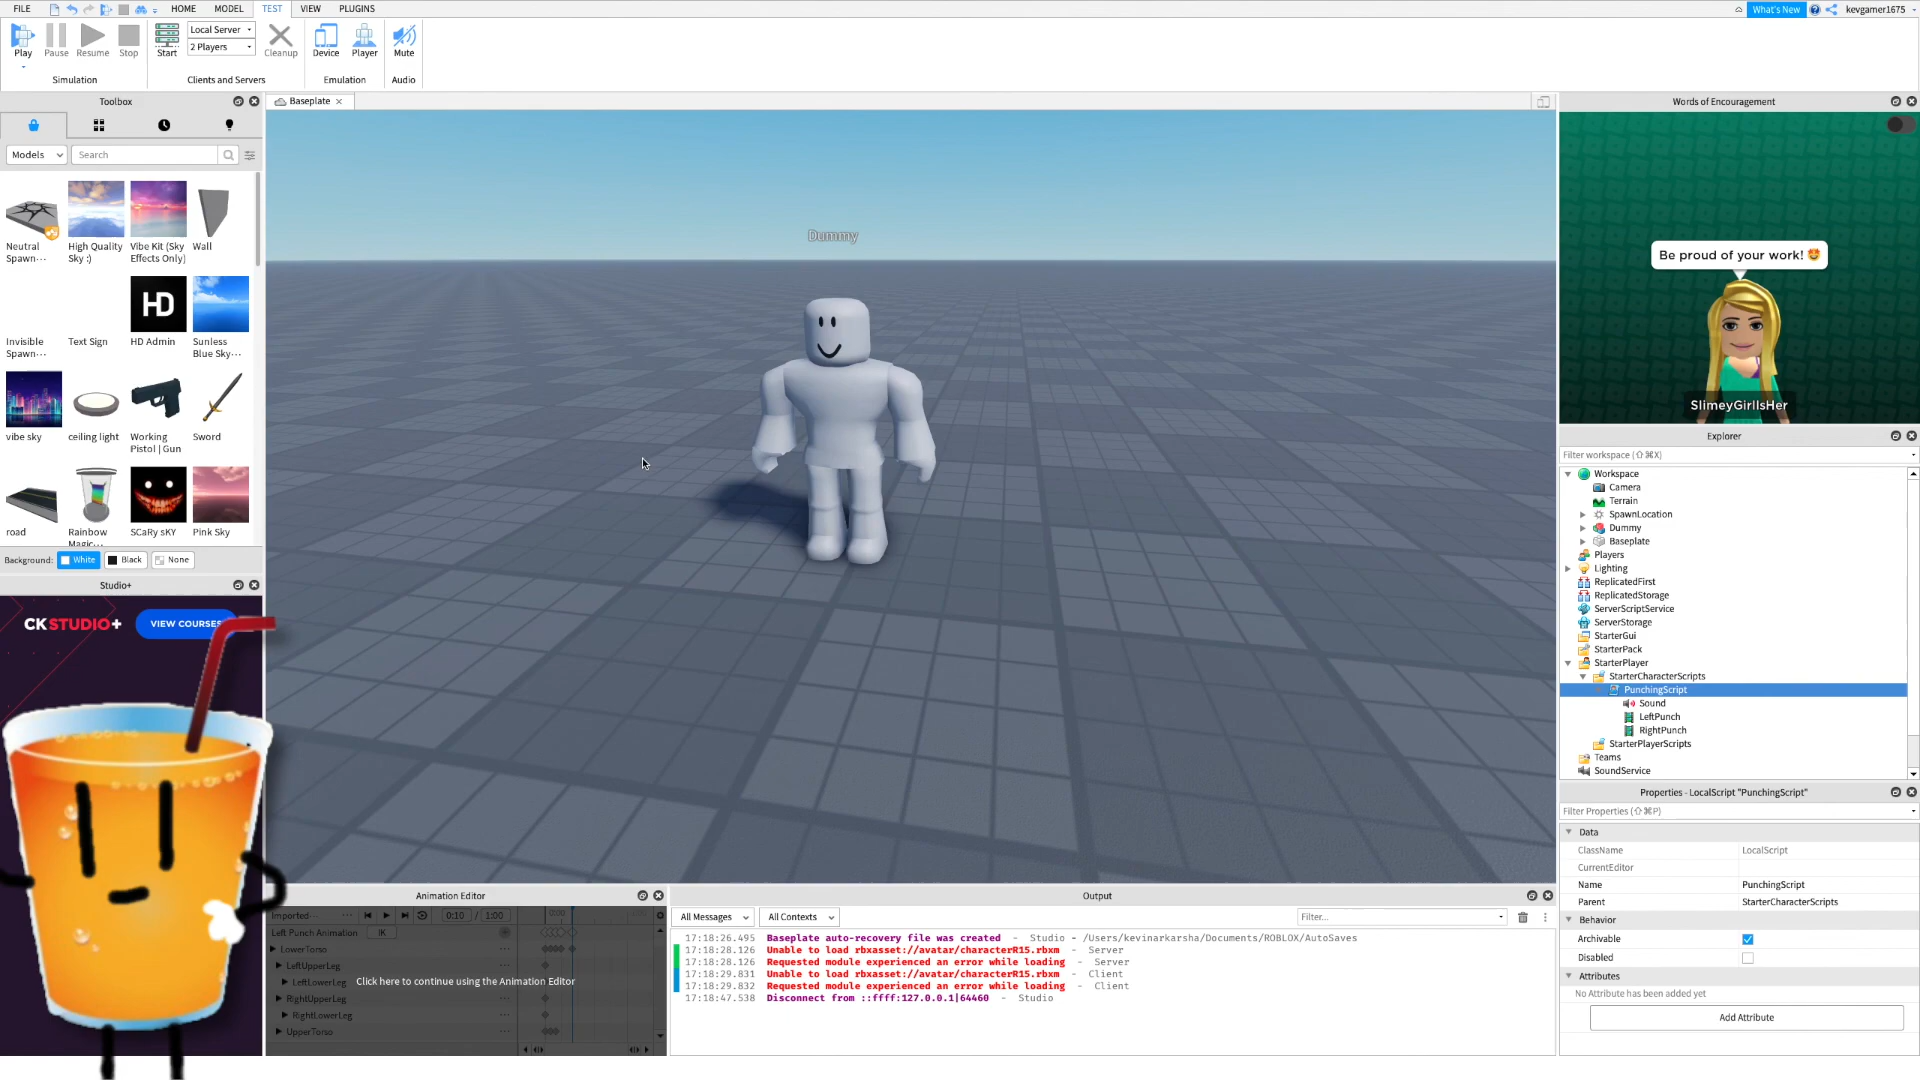 FILE HOME MODEL TEST VIEW PLUGINS What's New kevgamer1675
Play Pause Resume Stop Start Local Server 2 Players Cleanup Device Player Mute
Simulation Clients and Servers Emulation Audio
Toolbox
Models Search
Neutral Spawn··· High Quality Sky :) Vibe Kit (Sky Effects Only) Wall
Invisible Spawn··· Text Sign HD HD Admin Sunless Blue Sky···
vibe sky ceiling light Working Pistol | Gun Sword
road Rainbow Magic··· SCaRy sKY Pink Sky
Background: White Black None
Studio+
CKSTUDIO+ VIEW COURSES
Baseplate
Dummy
Animation Editor
Imported··· 0:10 / 1:00
Left Punch Animation IK
LowerTorso
LeftUpperLeg
LeftLowerLeg
Click here to continue using the Animation Editor
RightUpperLeg
RightLowerLeg
UpperTorso
Output
All Messages All Contexts Filter...
17:18:26.495 Baseplate auto-recovery file was created - Studio - /Users/kevinarkarsha/Documents/ROBLOX/AutoSaves
17:18:28.126 Unable to load rbxasset://avatar/characterR15.rbxm - Server
17:18:28.126 Requested module experienced an error while loading - Server
17:18:29.831 Unable to load rbxasset://avatar/characterR15.rbxm - Client
17:18:29.832 Requested module experienced an error while loading - Client
17:18:47.538 Disconnect from ::ffff:127.0.0.1|64460 - Studio
Words of Encouragement
Be proud of your work! 🤩
SlimeyGirlIsHer
Explorer
Filter workspace (⇧⌘X)
Workspace
Camera
Terrain
SpawnLocation
Dummy
Baseplate
Players
Lighting
ReplicatedFirst
ReplicatedStorage
ServerScriptService
ServerStorage
StarterGui
StarterPack
StarterPlayer
StarterCharacterScripts
PunchingScript
Sound
LeftPunch
RightPunch
StarterPlayerScripts
Teams
SoundService
Properties - LocalScript "PunchingScript"
Filter Properties (⇧⌘P)
Data
ClassName LocalScript
CurrentEditor
Name PunchingScript
Parent StarterCharacterScripts
Behavior
Archivable
Disabled
Attributes
No Attribute has been added yet
Add Attribute